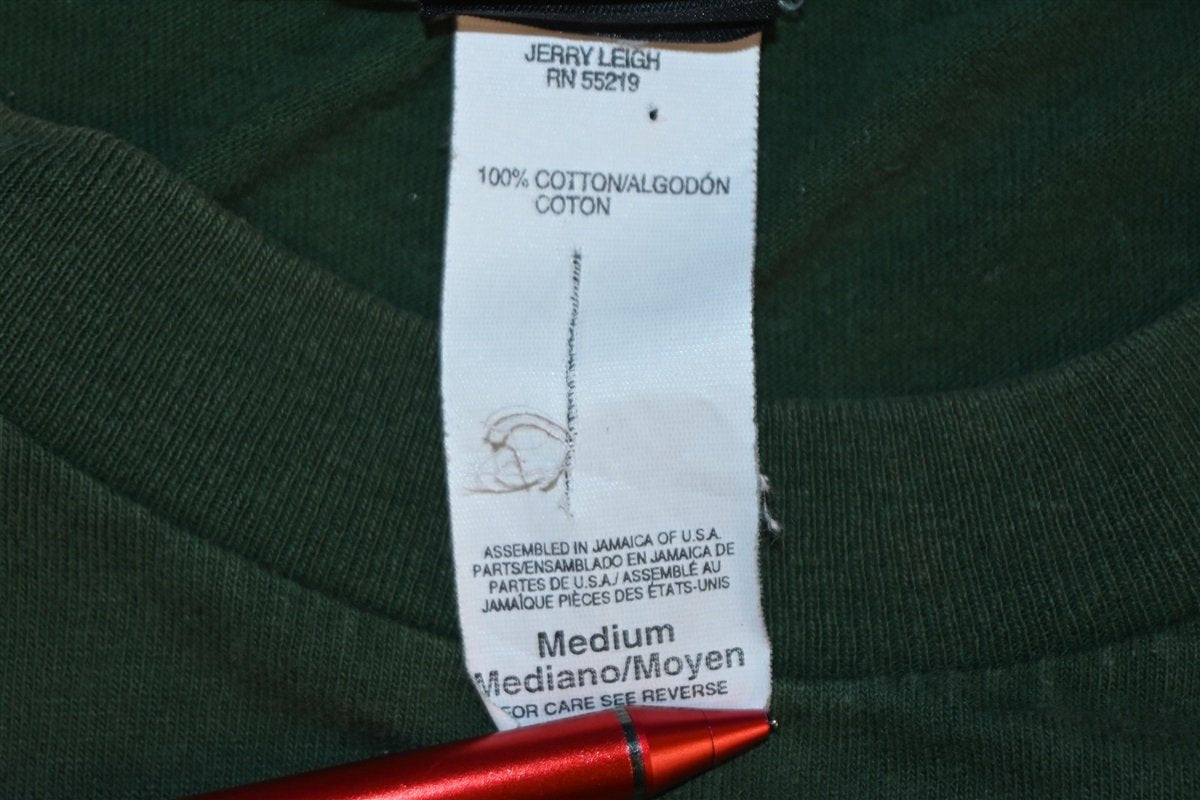 JERRY LEIGH
RN 55219
100% COTTON/ALGODÓN
COTON
ASSEMBLED IN JAMAICA OF U.S.A.
PARTS/ENSAMBLADO EN JAMAICA DE
PARTES DE U.S.A./ ASSEMBLÉ AU
JAMAÏQUE PIÈCES DES ÉTATS-UNIS
Medium
Mediano/Moyen
FOR CARE SEE REVERSE